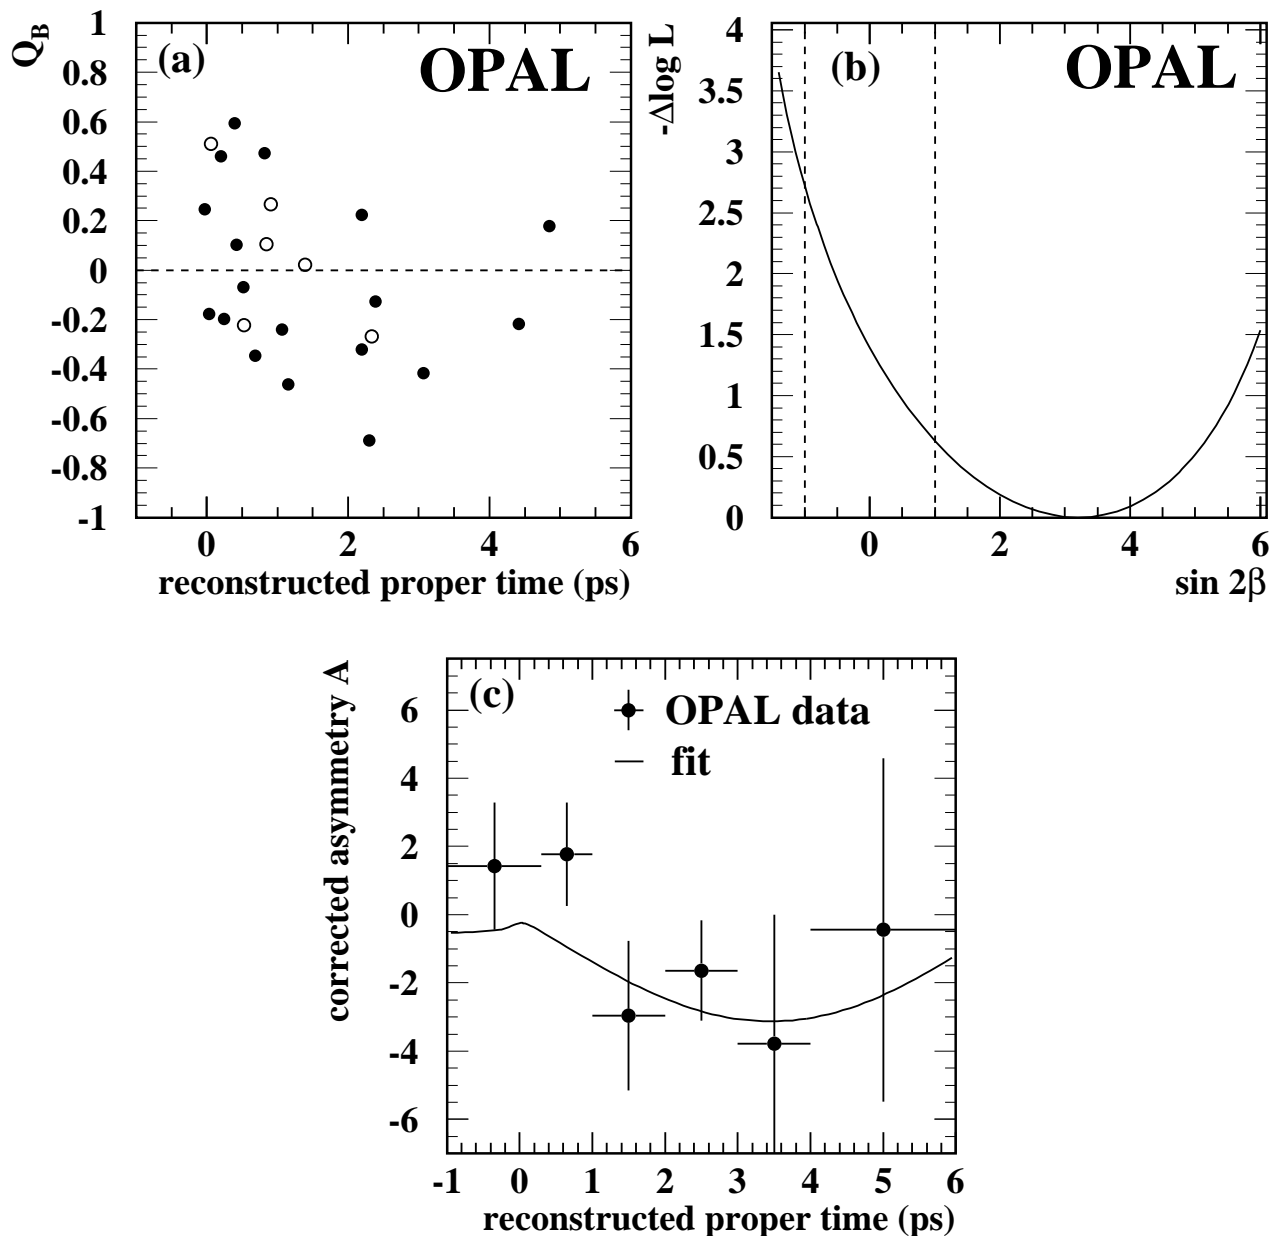 Q_B
1
0.8
0.6
0.4
0.2
0
-0.2
-0.4
-0.6
-0.8
-1
(a)
OPAL
0 2 4 6
reconstructed proper time (ps)
-Δlog L
4
3.5
3
2.5
2
1.5
1
0.5
0
(b)
OPAL
0 2 4 6
sin 2β
corrected asymmetry A
6
4
2
0
-2
-4
-6
(c)
OPAL data
fit
-1 0 1 2 3 4 5 6
reconstructed proper time (ps)